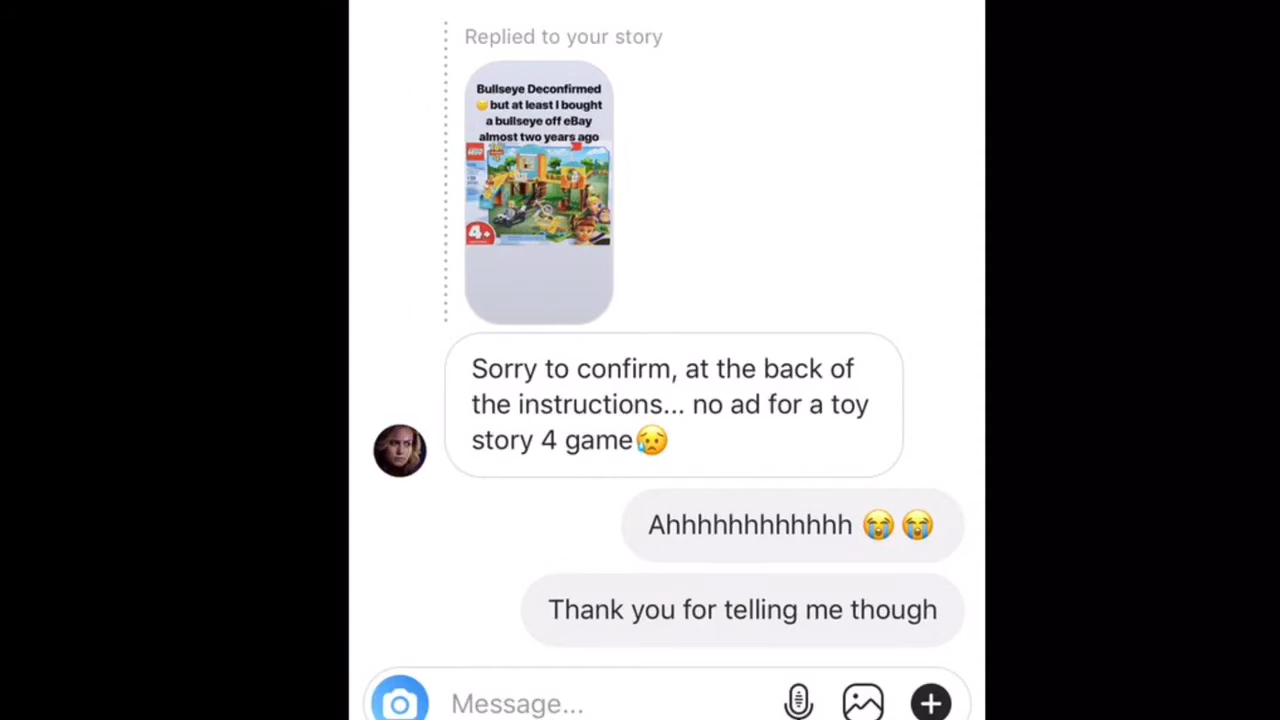 Replied to your story
Bullseye Deconfirmed
😔but at least I bought
a bullseye off eBay
almost two years ago
LEGO
4+
Sorry to confirm, at the back of
the instructions... no ad for a toy
story 4 game😥
Ahhhhhhhhhhhh 😭😭
Thank you for telling me though
Message...